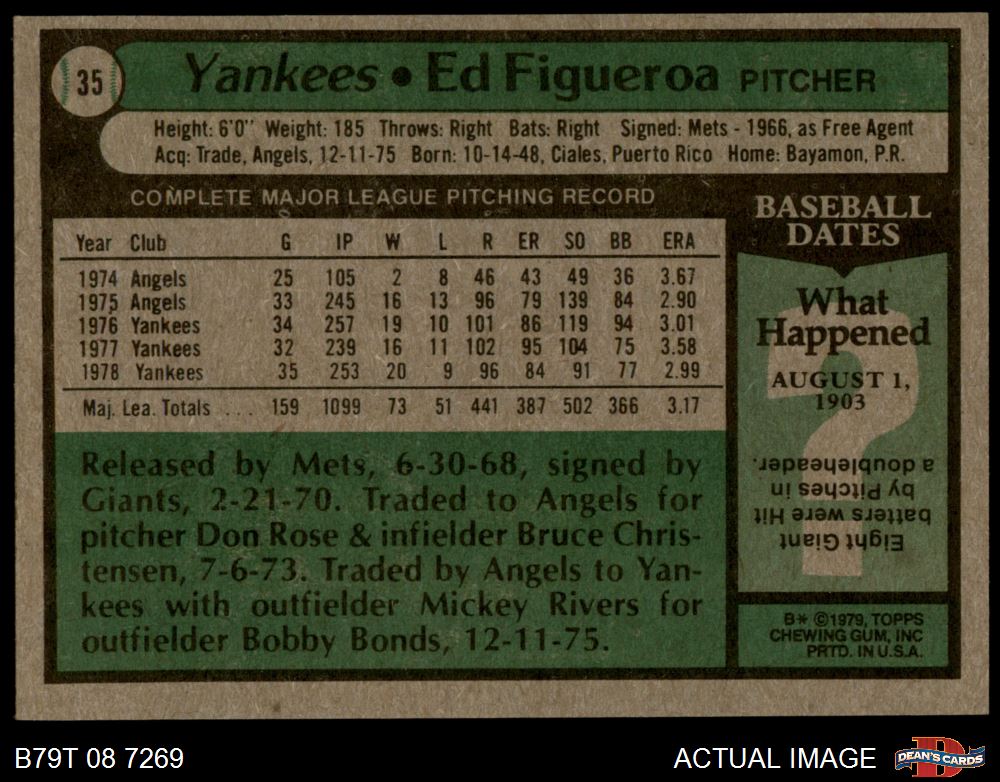 35
Yankees • Ed Figueroa PITCHER
Height: 6'0" Weight: 185 Throws: Right Bats: Right Signed: Mets - 1966, as Free Agent
Acq: Trade, Angels, 12-11-75 Born: 10-14-48, Ciales, Puerto Rico Home: Bayamon, P.R.
COMPLETE MAJOR LEAGUE PITCHING RECORD
Year Club G IP W L R ER SO BB ERA
1974 Angels 25 105 2 8 46 43 49 36 3.67
1975 Angels 33 245 16 13 96 79 139 84 2.90
1976 Yankees 34 257 19 10 101 86 119 94 3.01
1977 Yankees 32 239 16 11 102 95 104 75 3.58
1978 Yankees 35 253 20 9 96 84 91 77 2.99
Maj. Lea. Totals . . . 159 1099 73 51 441 387 502 366 3.17
Released by Mets, 6-30-68, signed by
Giants, 2-21-70. Traded to Angels for
pitcher Don Rose & infielder Bruce Chris-
tensen, 7-6-73. Traded by Angels to Yan-
kees with outfielder Mickey Rivers for
outfielder Bobby Bonds, 12-11-75.
BASEBALL
DATES
What
Happened
AUGUST 1,
1903
Eight Giant
batters were Hit
by Pitches in
a doubleheader.
B* ©1979, TOPPS
CHEWING GUM, INC
PRTD. IN U.S.A.
B79T 08 7269
ACTUAL IMAGE
D
DEAN'S CARDS